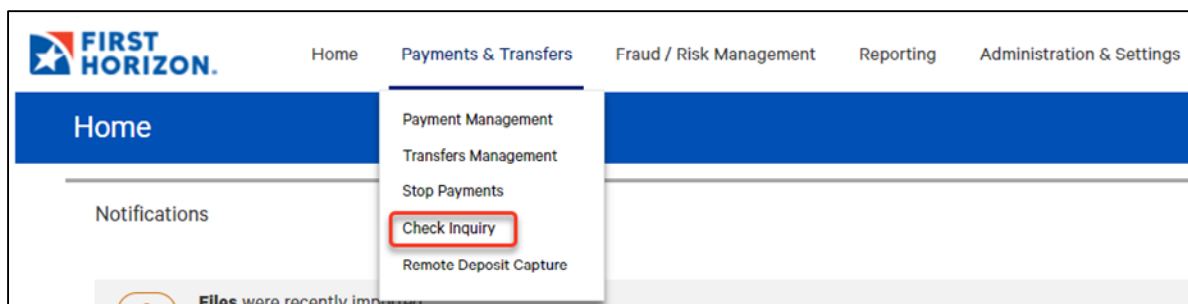 FIRST
HORIZON.
Home Payments & Transfers Fraud / Risk Management Reporting Administration & Settings
Home
Payment Management
Transfers Management
Stop Payments
Check Inquiry
Remote Deposit Capture
Notifications
Files were recently imported